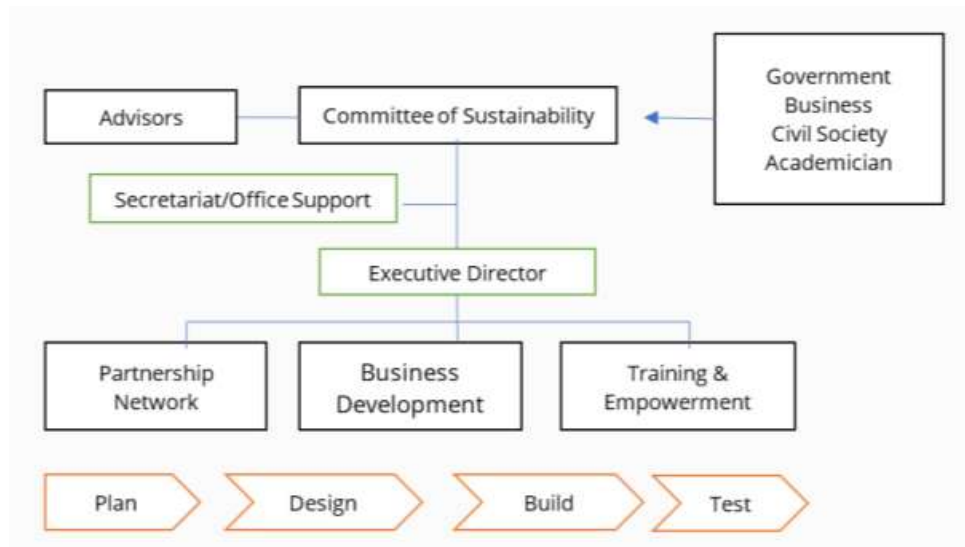 Government
Business
Civil Society
Academician
Advisors
Committee of Sustainability
Secretariat/Office Support
Executive Director
Partnership
Network
Business
Development
Training &
Empowerment
Plan
Design
Build
Test